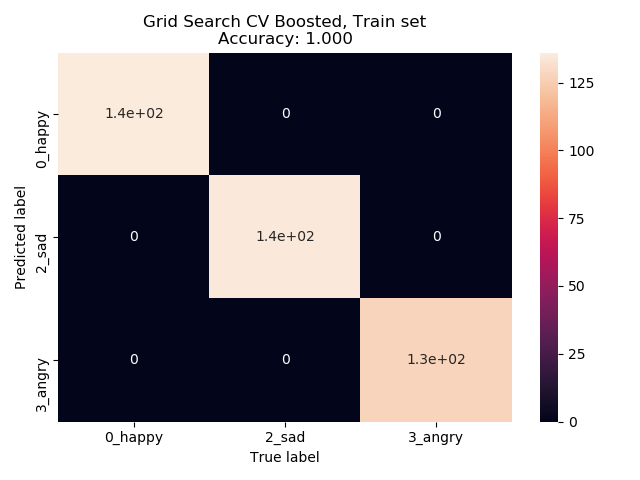 Grid Search CV Boosted, Train set
Accuracy: 1.000
Predicted label
0_happy
1.4e+02 0 0
2_sad
0 1.4e+02 0
3_angry
0 0 1.3e+02
0_happy 2_sad 3_angry
True label
125
100
75
50
25
0